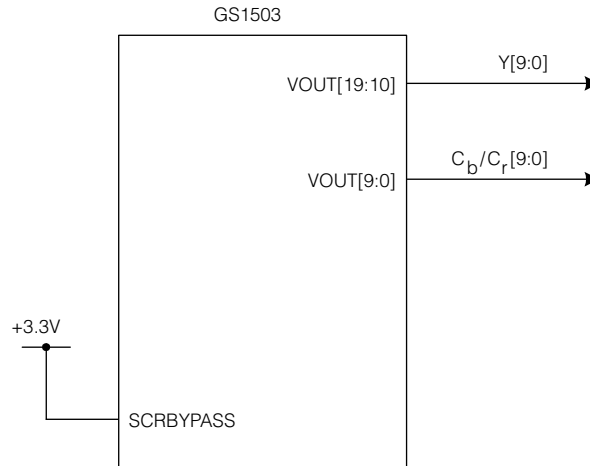 GS1503
VOUT[19:10]
Y[9:0]
VOUT[9:0]
Cb/Cr[9:0]
+3.3V
SCRBYPASS